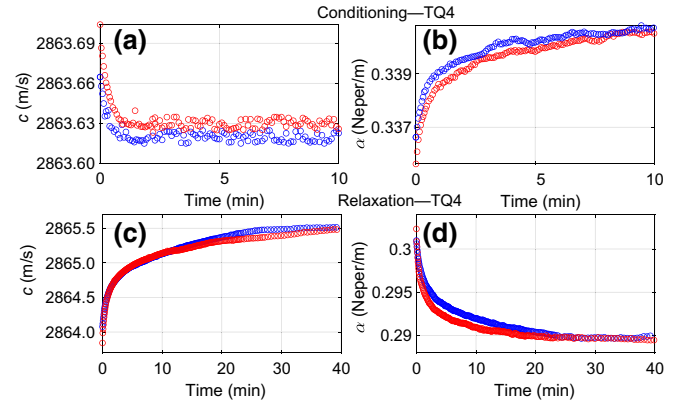 Conditioning—TQ4
(a)
c (m/s)
2863.69
2863.66
2863.63
2863.60
0 5 10
Time (min)
(b)
α (Neper/m)
0.339
0.337
0 5 10
Time (min)
Relaxation—TQ4
(c)
c (m/s)
2865.5
2865.0
2864.5
2864.0
0 10 20 30 40
Time (min)
(d)
α (Neper/m)
0.3
0.295
0.29
0 10 20 30 40
Time (min)